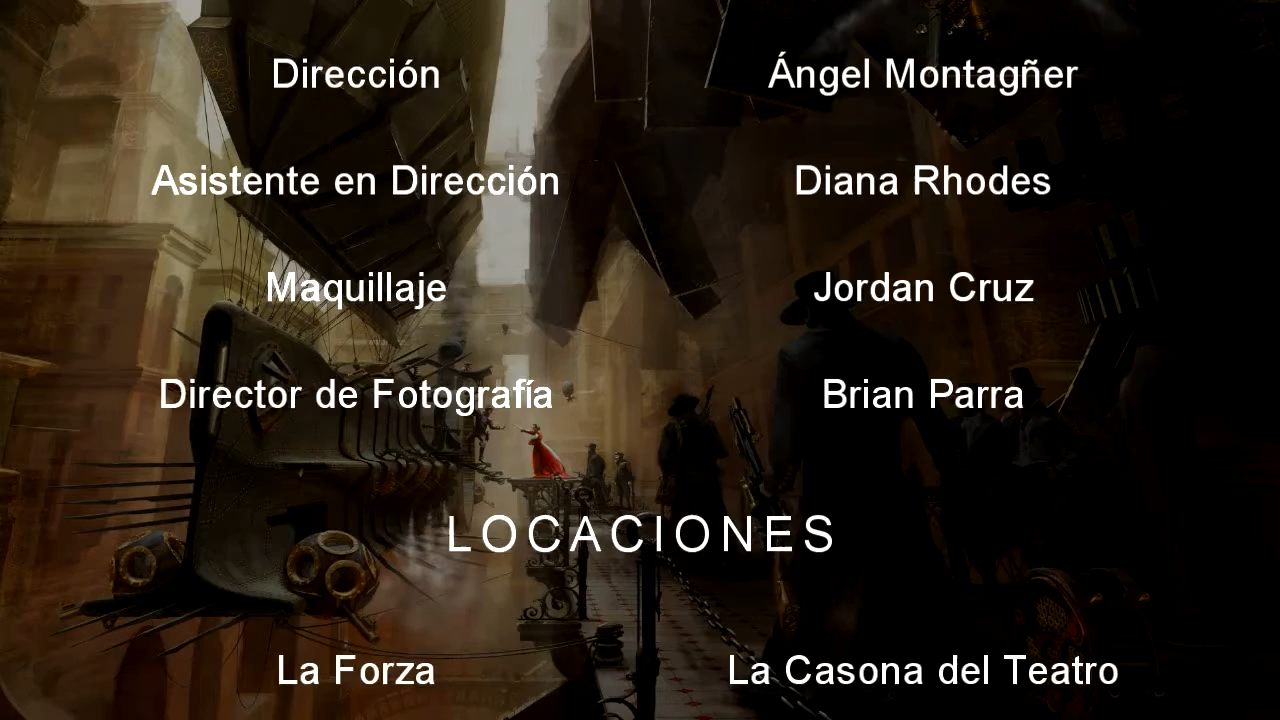 Dirección Ángel Montagñer
Asistente en Dirección Diana Rhodes
Maquillaje Jordan Cruz
Director de Fotografía Brian Parra
LOCACIONES
La Forza La Casona del Teatro